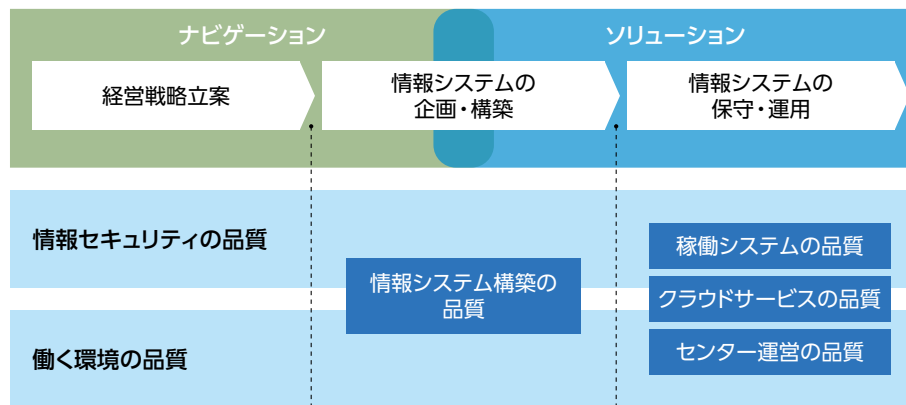 ナビゲーション
ソリューション
経営戦略立案
情報システムの
企画・構築
情報システムの
保守・運用
情報セキュリティの品質
情報システム構築の
品質
稼働システムの品質
クラウドサービスの品質
センター運営の品質
働く環境の品質